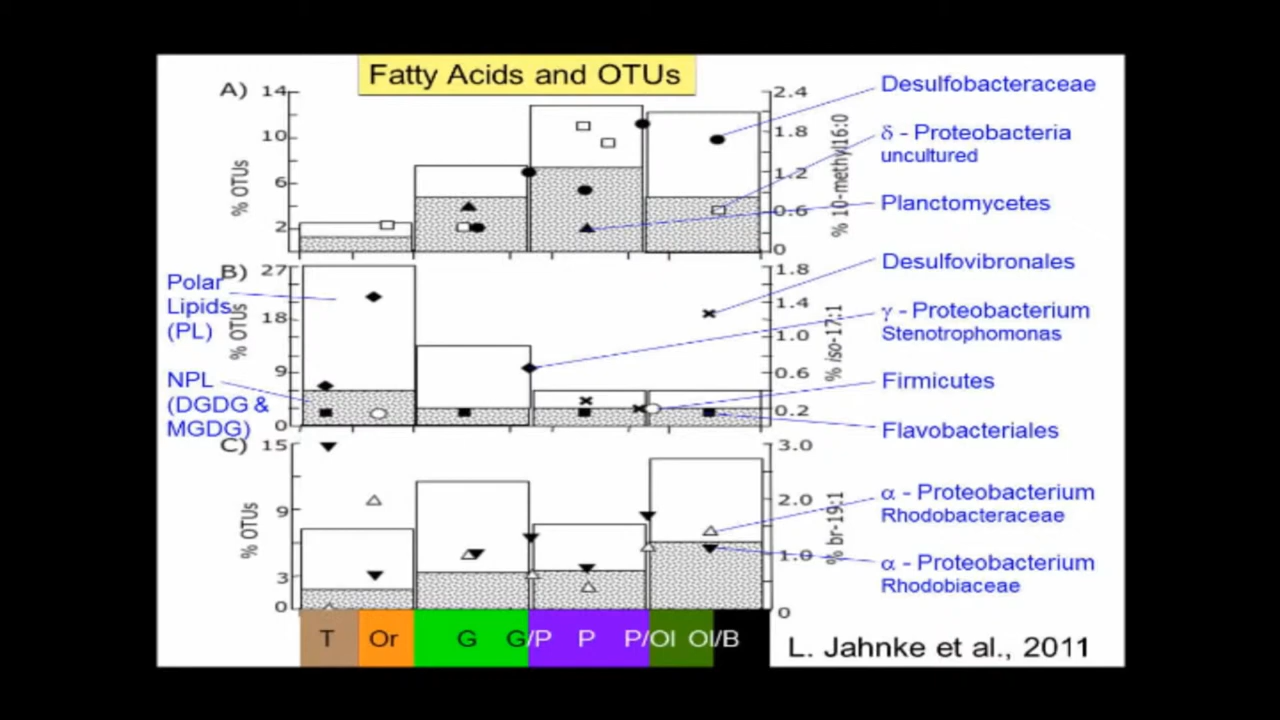 Fatty Acids and OTUs
A)
14
10
6
2
% OTUs
2.4
1.8
1.2
0.6
0
% 10-methyl16:0
Desulfobacteraceae
δ - Proteobacteria
uncultured
Planctomycetes
B)
27
18
9
0
% OTUs
1.8
1.4
1.0
0.6
0.2
% iso-17:1
Polar
Lipids
(PL)
NPL
(DGDG &
MGDG)
Desulfovibronales
γ - Proteobacterium
Stenotrophomonas
Firmicutes
Flavobacteriales
C)
15
9
3
0
% OTUs
3.0
2.0
1.0
0
% br-19:1
α - Proteobacterium
Rhodobacteraceae
α - Proteobacterium
Rhodobiaceae
T Or G G/P P P/Ol Ol/B
L. Jahnke et al., 2011